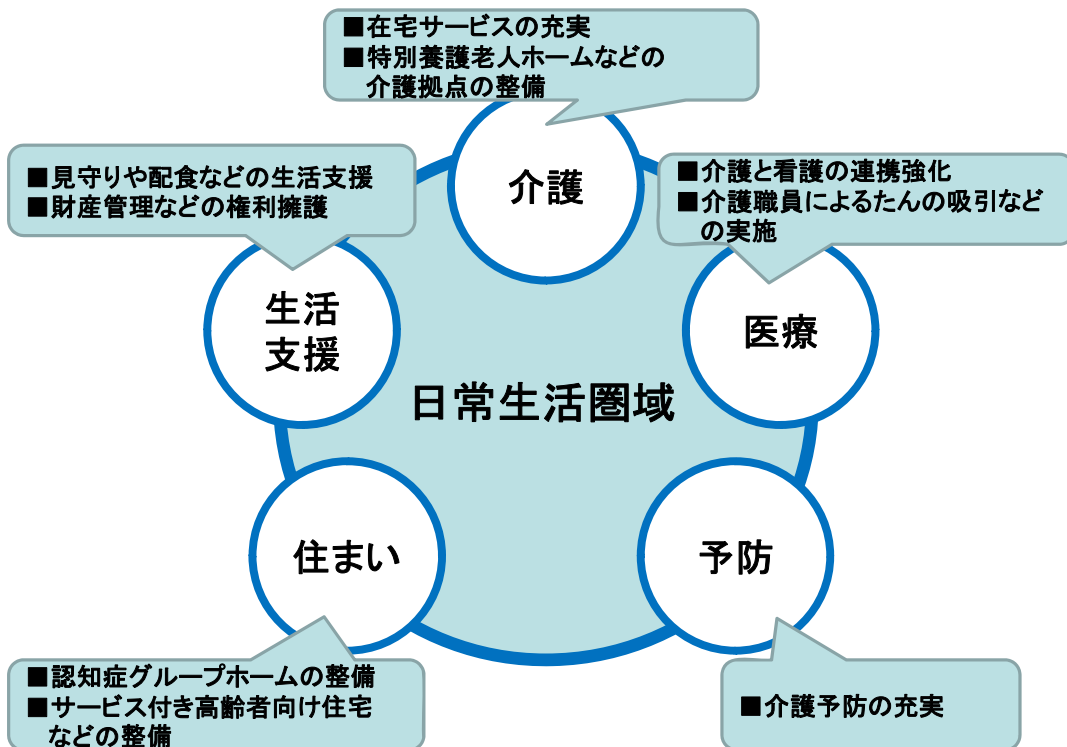 ■在宅サービスの充実
■特別養護老人ホームなどの
介護拠点の整備
介護
■見守りや配食などの生活支援
■財産管理などの権利擁護
生活
支援
■介護と看護の連携強化
■介護職員によるたんの吸引など
の実施
医療
日常生活圏域
住まい
■認知症グループホームの整備
■サービス付き高齢者向け住宅
などの整備
予防
■介護予防の充実